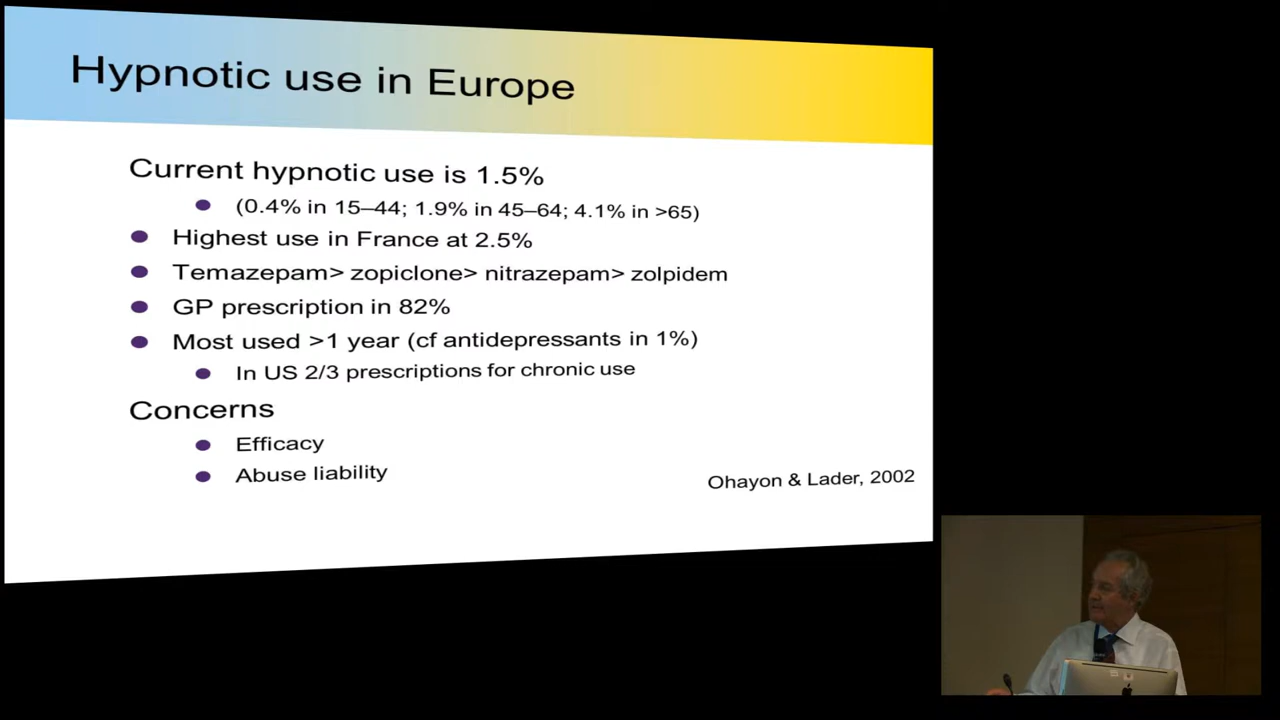 Hypnotic use in Europe
Current hypnotic use is 1.5%
(0.4% in 15–44; 1.9% in 45–64; 4.1% in >65)
Highest use in France at 2.5%
Temazepam> zopiclone> nitrazepam> zolpidem
GP prescription in 82%
Most used >1 year (cf antidepressants in 1%)
In US 2/3 prescriptions for chronic use
Concerns
Efficacy
Abuse liability
Ohayon & Lader, 2002